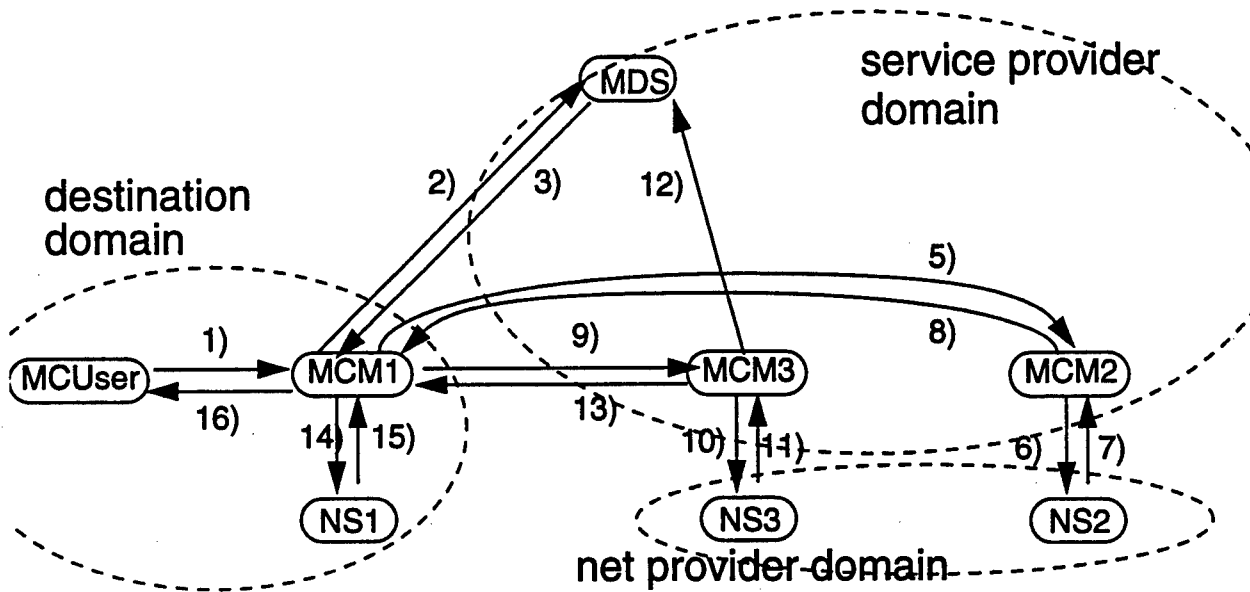 MDS
service provider
domain
2)
3)
12)
destination
domain
5)
1)
9)
8)
MCUser
MCM1
MCM3
MCM2
16)
14)
15)
13)
10)
11)
6)
7)
NS1
NS3
NS2
net provider domain